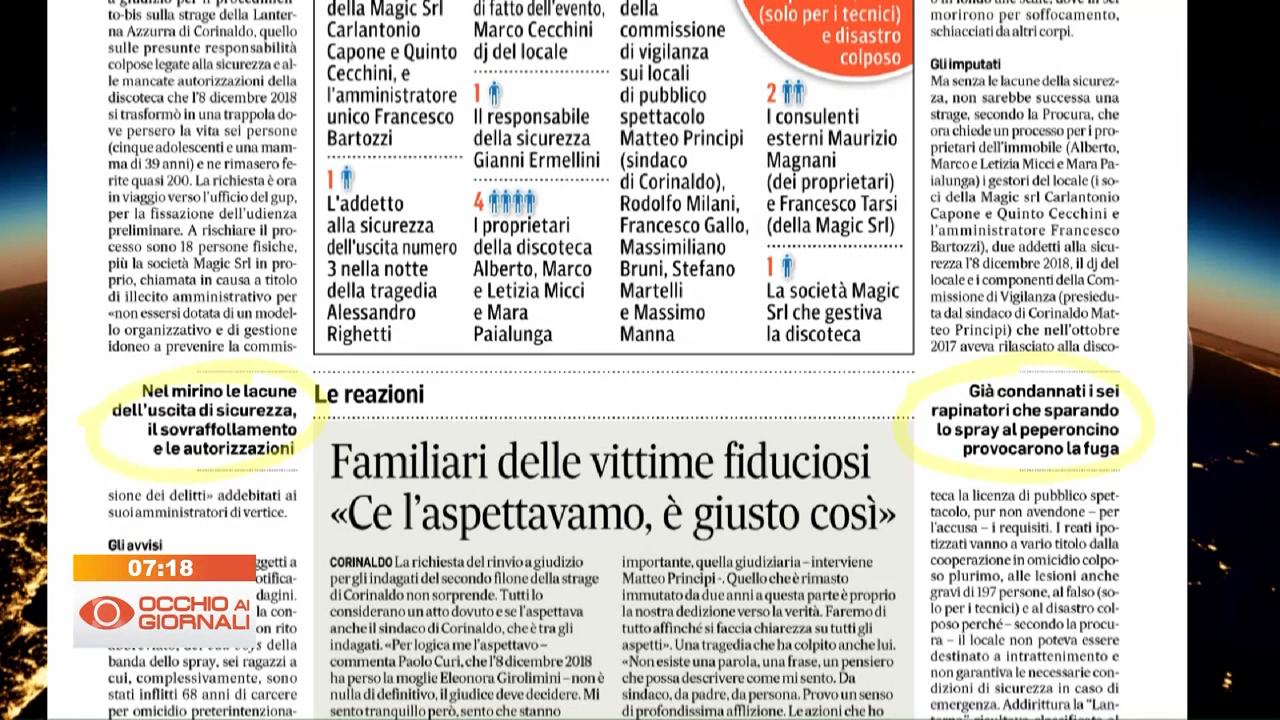 to-bis sulla strage della Lanter-
na Azzurra di Corinaldo, quello
sulle presunte responsabilità
colpose legate alla sicurezza e al-
le mancate autorizzazioni della
discoteca che l'8 dicembre 2018
si trasformò in una trappola do-
ve persero la vita sei persone
(cinque adolescenti e una mam-
ma di 39 anni) e ne rimasero fe-
rite quasi 200. La richiesta è ora
in viaggio verso l'ufficio del gup,
per la fissazione dell'udienza
preliminare. A rischiare il pro-
cesso sono 18 persone fisiche,
più la società Magic Srl in pro-
prio, chiamata in causa a titolo
di illecito amministrativo per
«non essersi dotata di un model-
lo organizzativo e di gestione
idoneo a prevenire la commis-
Nel mirino le lacune
dell'uscita di sicurezza,
il sovraffollamento
e le autorizzazioni
sione dei delitti» addebitati ai
suoi amministratori di vertice.
Gli avvisi
ggetti a
otifica-
dagini.
la con-
on rito
della
banda dello spray, sei ragazzi a
cui, complessivamente, sono
stati inflitti 68 anni di carcere
per omicidio preterintenziona-
07:18
OCCHIO AI
GIORNALI
della Magic Srl
Carlantonio
Capone e Quinto
Cecchini, e
l'amministratore
unico Francesco
Bartozzi
1
L'addetto
alla sicurezza
dell'uscita numero
3 nella notte
della tragedia
Alessandro
Righetti
di fatto dell'evento,
Marco Cecchini
dj del locale
1
Il responsabile
della sicurezza
Gianni Ermellini
4
I proprietari
della discoteca
Alberto, Marco
e Letizia Micci
e Mara
Paialunga
della
commissione
di vigilanza
sui locali
di pubblico
spettacolo
Matteo Principi
(sindaco
di Corinaldo),
Rodolfo Milani,
Francesco Gallo,
Massimiliano
Bruni, Stefano
Martelli
e Massimo
Manna
(solo per i tecnici)
e disastro
colposo
2
I consulenti
esterni Maurizio
Magnani
(dei proprietari)
e Francesco Tarsi
(della Magic Srl)
1
La società Magic
Srl che gestiva
la discoteca
Le reazioni
Familiari delle vittime fiduciosi
«Ce l'aspettavamo, è giusto così»
CORINALDO La richiesta del rinvio a giudizio
per gli indagati del secondo filone della strage
di Corinaldo non sorprende. Tutti lo
considerano un atto dovuto e se l'aspettava
anche il sindaco di Corinaldo, che è tra gli
indagati. «Per logica me l'aspettavo –
commenta Paolo Curi, che l'8 dicembre 2018
ha perso la moglie Eleonora Girolimini – non è
nulla di definitivo, il giudice deve decidere. Mi
sento tranquillo però, sento che stanno
importante, quella giudiziaria – interviene
Matteo Principi -. Quello che è rimasto
immutato da due anni a questa parte è proprio
la nostra dedizione verso la verità. Faremo di
tutto affinché si faccia chiarezza su tutti gli
aspetti». Una tragedia che ha colpito anche lui.
«Non esiste una parola, una frase, un pensiero
che possa descrivere come mi sento. Da
sindaco, da padre, da persona. Provo un senso
di profondissima afflizione. Le azioni che ho
morirono per soffocamento,
schiacciati da altri corpi.
Gli imputati
Ma senza le lacune della sicurez-
za, non sarebbe successa una
strage, secondo la Procura, che
ora chiede un processo per i pro-
prietari dell'immobile (Alberto,
Marco e Letizia Micci e Mara Pa-
ialunga) i gestori del locale (i so-
ci della Magic srl Carlantonio
Capone e Quinto Cecchini e
l'amministratore Francesco
Bartozzi), due addetti alla sicu-
rezza l'8 dicembre 2018, il dj del
locale e i componenti della Com-
missione di Vigilanza (presiedu-
ta dal sindaco di Corinaldo Mat-
teo Principi) che nell'ottobre
2017 aveva rilasciato alla disco-
Già condannati i sei
rapinatori che sparando
lo spray al peperoncino
provocarono la fuga
teca la licenza di pubblico spet-
tacolo, pur non avendone – per
l'accusa – i requisiti. I reati ipo-
tizzati vanno a vario titolo dalla
cooperazione in omicidio colpo-
so plurimo, alle lesioni anche
gravi di 197 persone, al falso (so-
lo per i tecnici) e al disastro col-
poso perché – secondo la procu-
ra – il locale non poteva essere
destinato a intrattenimento e
non garantiva le necessarie con-
dizioni di sicurezza in caso di
emergenza. Addirittura la "Lan-